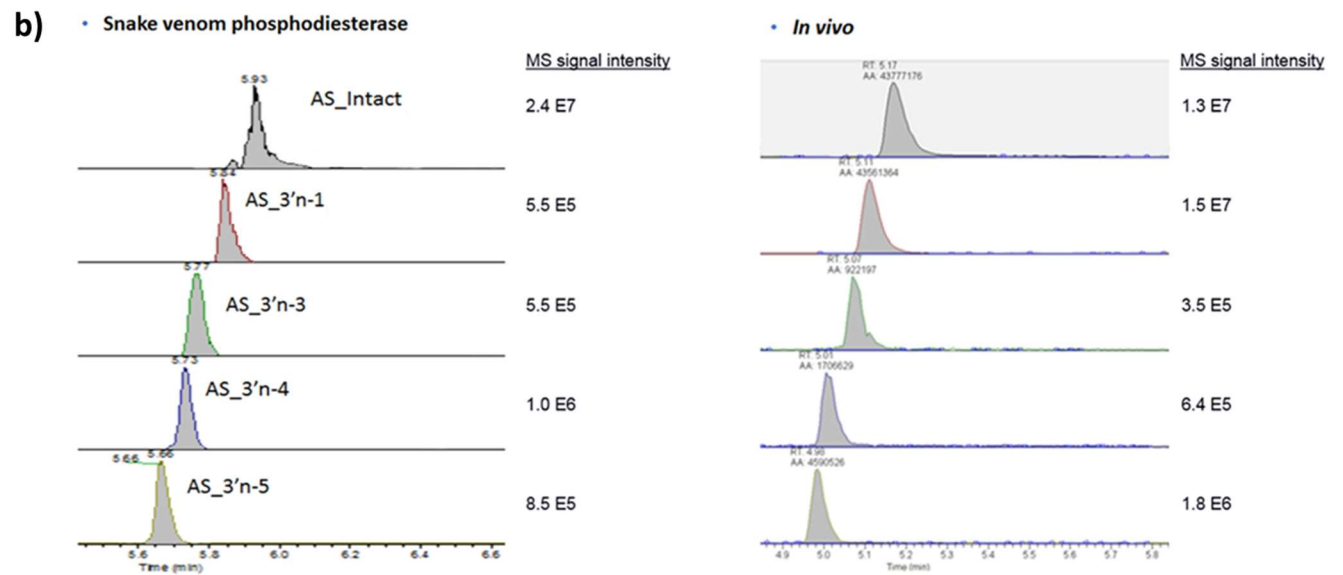 b)
• Snake venom phosphodiesterase
MS signal intensity
5.93
AS_Intact
2.4 E7
5.84
AS_3'n-1
5.5 E5
5.77
AS_3'n-3
5.5 E5
5.73
AS_3'n-4
1.0 E6
5.66 5.66
AS_3'n-5
8.5 E5
5.6 5.8 6.0 6.2 6.4 6.6
Time (min)
• In vivo
MS signal intensity
RT: 5.17
AA: 43777176
1.3 E7
RT: 5.11
AA: 43561364
1.5 E7
RT: 5.07
AA: 922197
3.5 E5
RT: 5.01
AA: 1706629
6.4 E5
RT: 4.98
AA: 4590526
1.8 E6
4.9 5.0 5.1 5.2 5.3 5.4 5.5 5.6 5.7 5.8
Time (min)